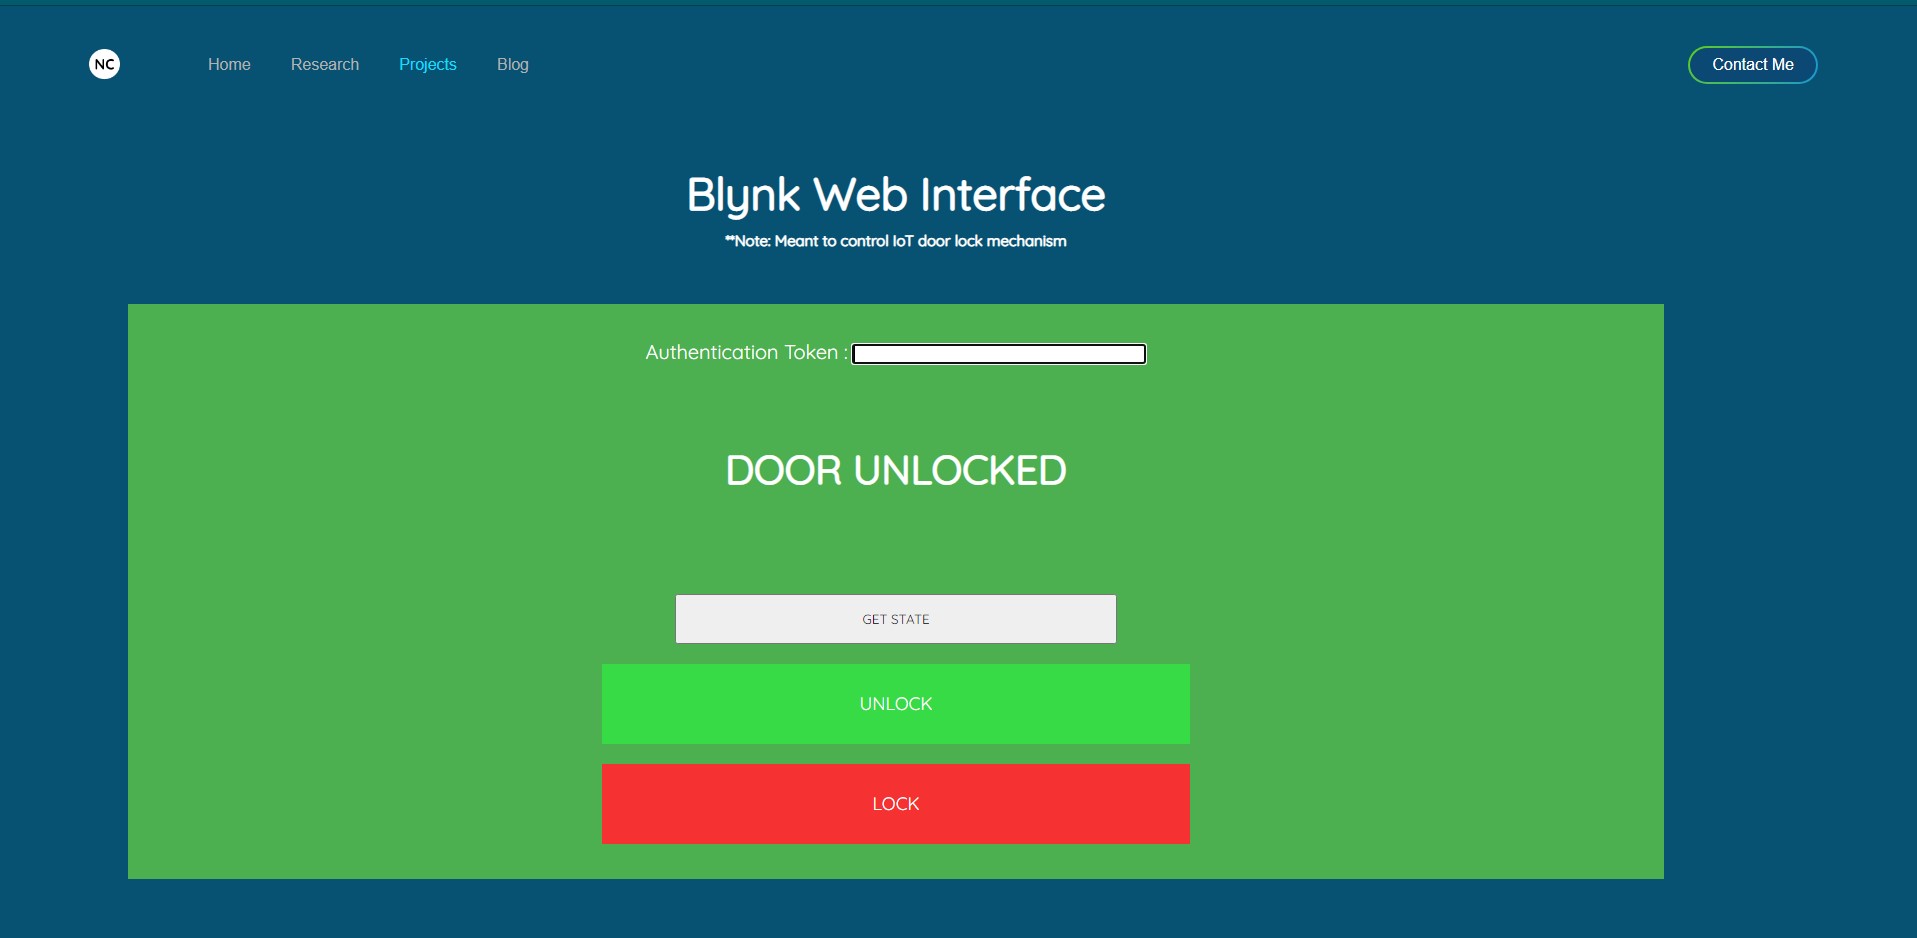 NC Home Research Projects Blog Contact Me
Blynk Web Interface
**Note: Meant to control IoT door lock mechanism
Authentication Token :
DOOR UNLOCKED
GET STATE
UNLOCK
LOCK